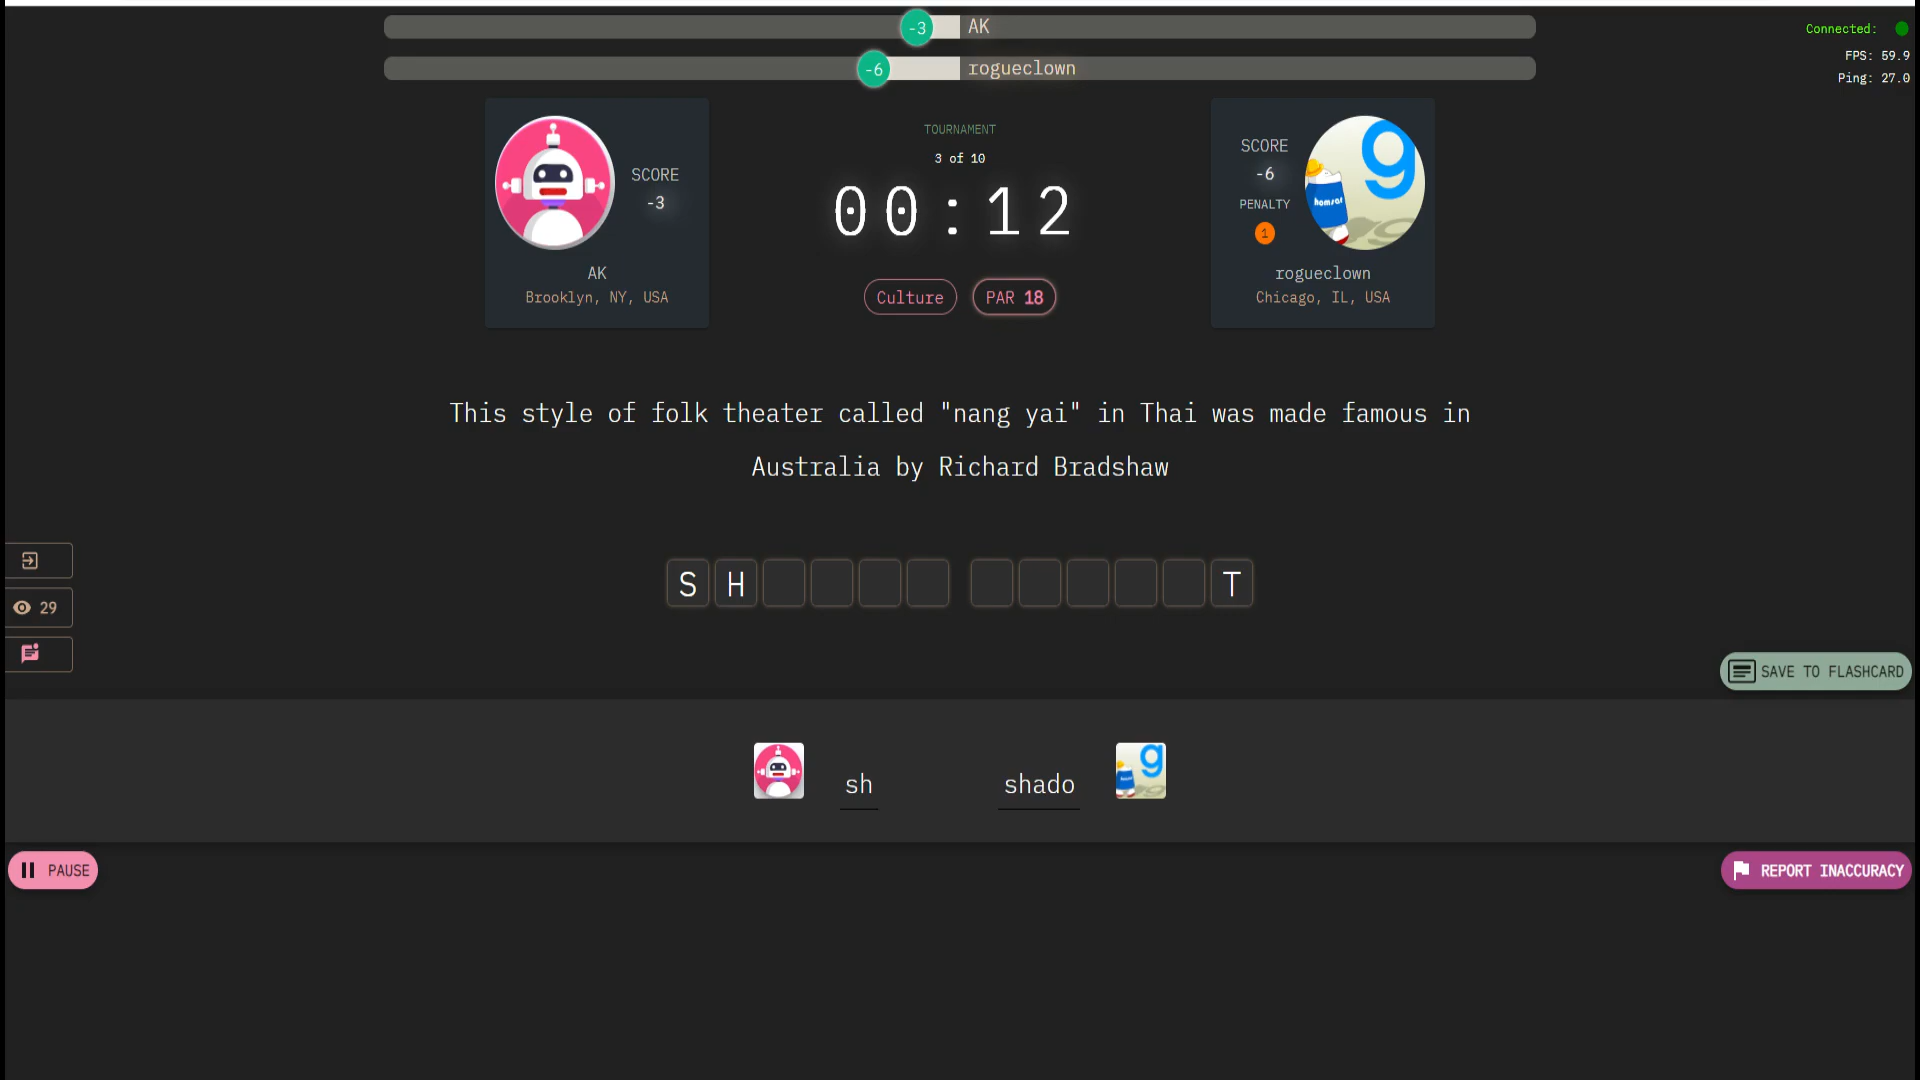 -3 AK
-6 rogueclown
Connected:
FPS: 59.9
Ping: 27.0
TOURNAMENT
3 of 10
00:12
Culture PAR 18
SCORE
-3
AK
Brooklyn, NY, USA
SCORE
-6
PENALTY
1
g
homsar
rogueclown
Chicago, IL, USA
This style of folk theater called "nang yai" in Thai was made famous in
Australia by Richard Bradshaw
S H T
29
SAVE TO FLASHCARD
sh shado
g
PAUSE
REPORT INACCURACY